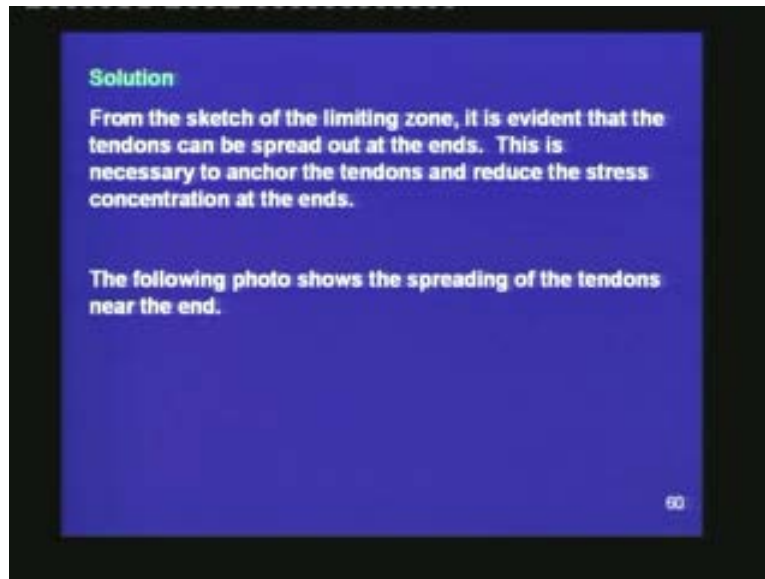 Solution
From the sketch of the limiting zone, it is evident that the
tendons can be spread out at the ends. This is
necessary to anchor the tendons and reduce the stress
concentration at the ends.
The following photo shows the spreading of the tendons
near the end.
60